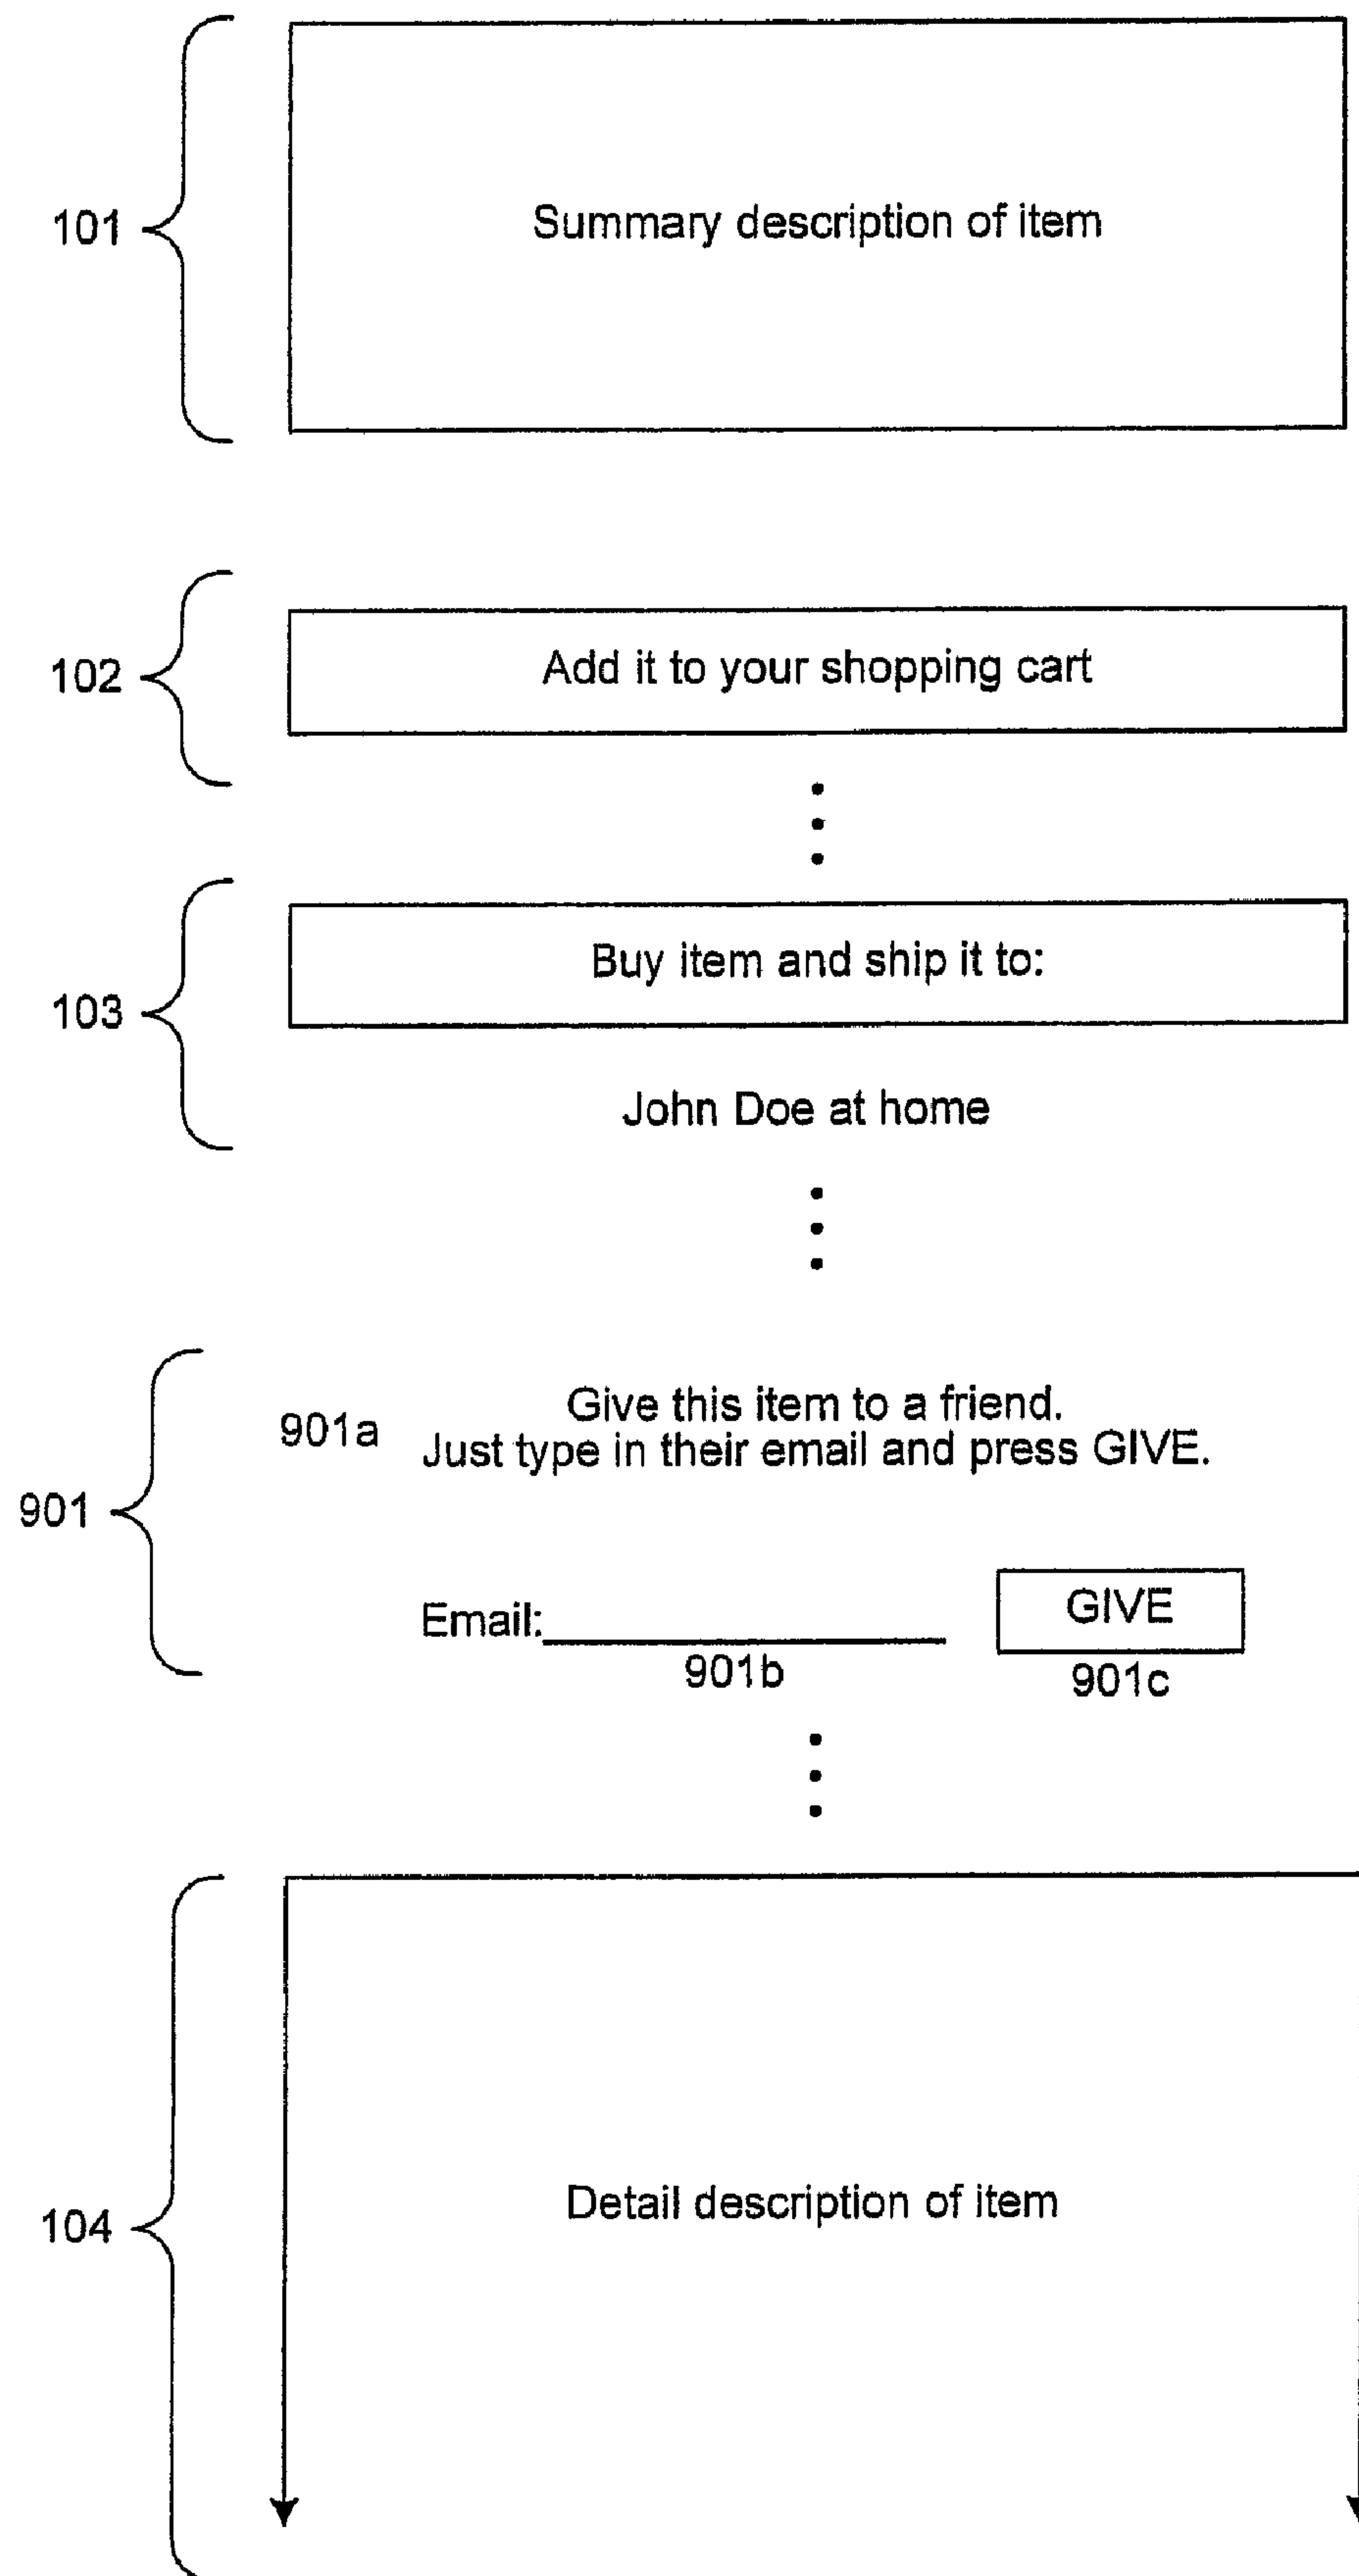 101
Summary description of item
102
Add it to your shopping cart
103
Buy item and ship it to:
John Doe at home
901
901a
Give this item to a friend.
Just type in their email and press GIVE.
Email:
GIVE
901b
901c
104
Detail description of item